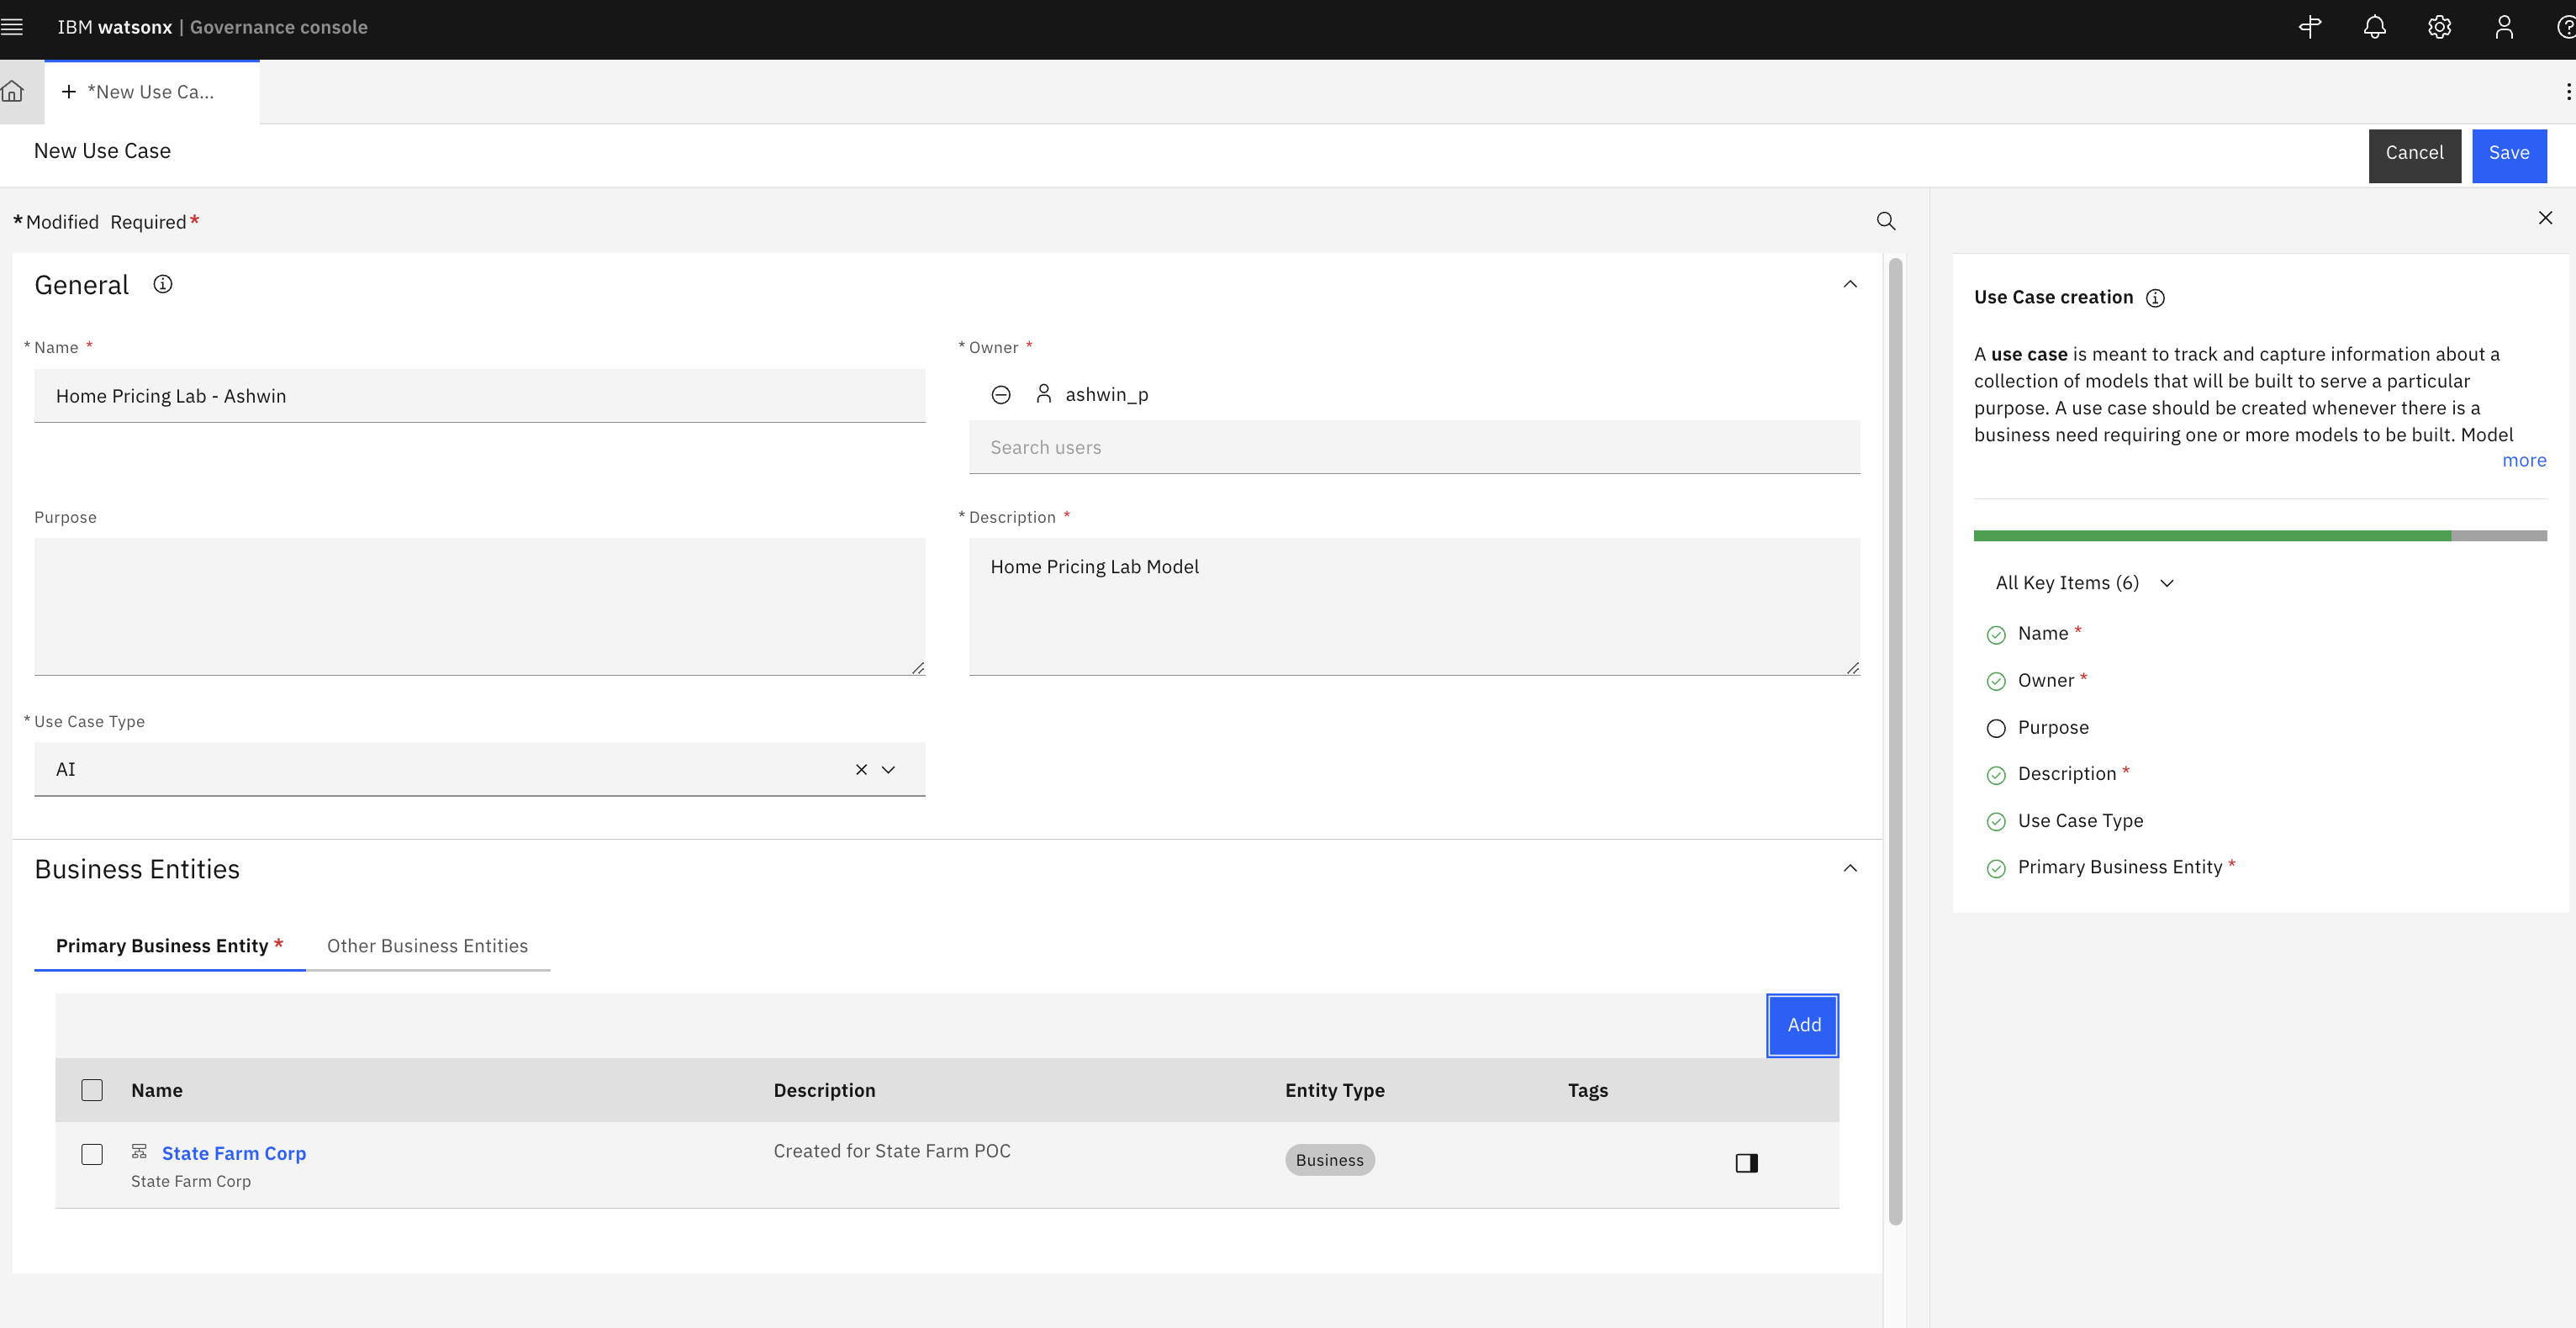 IBM watsonx | Governance console
*New Use Ca...
New Use Case
Cancel
Save
*Modified Required*
General
* Name *
Home Pricing Lab - Ashwin
* Owner *
ashwin_p
Search users
Purpose
* Description *
Home Pricing Lab Model
* Use Case Type
AI
Business Entities
Primary Business Entity *
Other Business Entities
Add
Name Description Entity Type Tags
State Farm Corp Created for State Farm POC Business
State Farm Corp
Use Case creation
A use case is meant to track and capture information about a
collection of models that will be built to serve a particular
purpose. A use case should be created whenever there is a
business need requiring one or more models to be built. Model
more
All Key Items (6)
Name *
Owner *
Purpose
Description *
Use Case Type
Primary Business Entity *